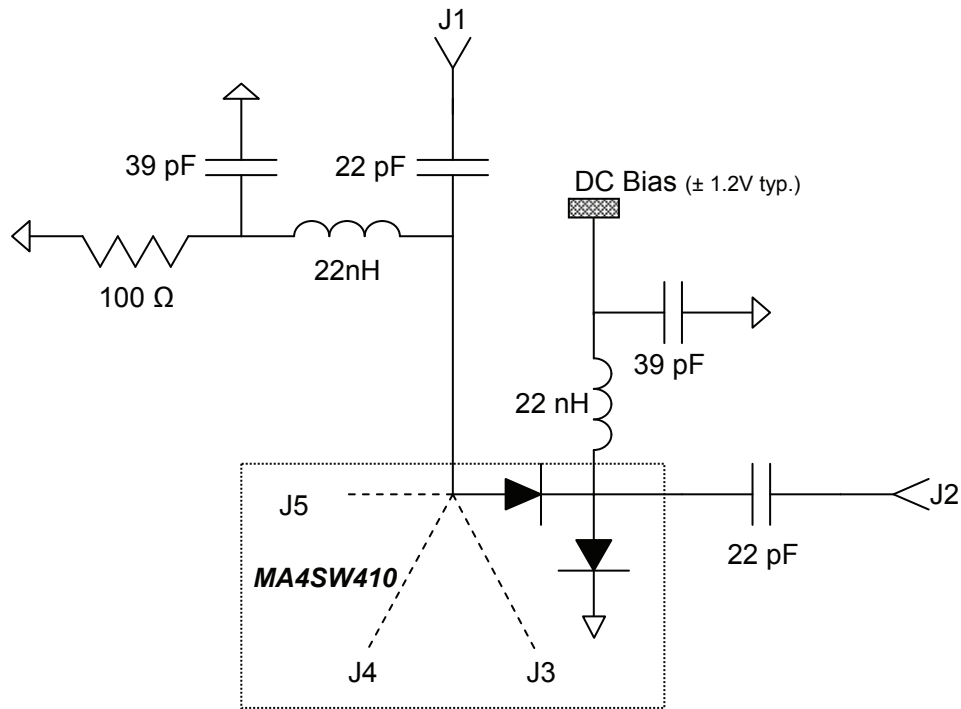 J1
39 pF
22 pF
DC Bias (± 1.2V typ.)
22nH
100 Ω
39 pF
22 nH
J5
J2
22 pF
MA4SW410
J4
J3